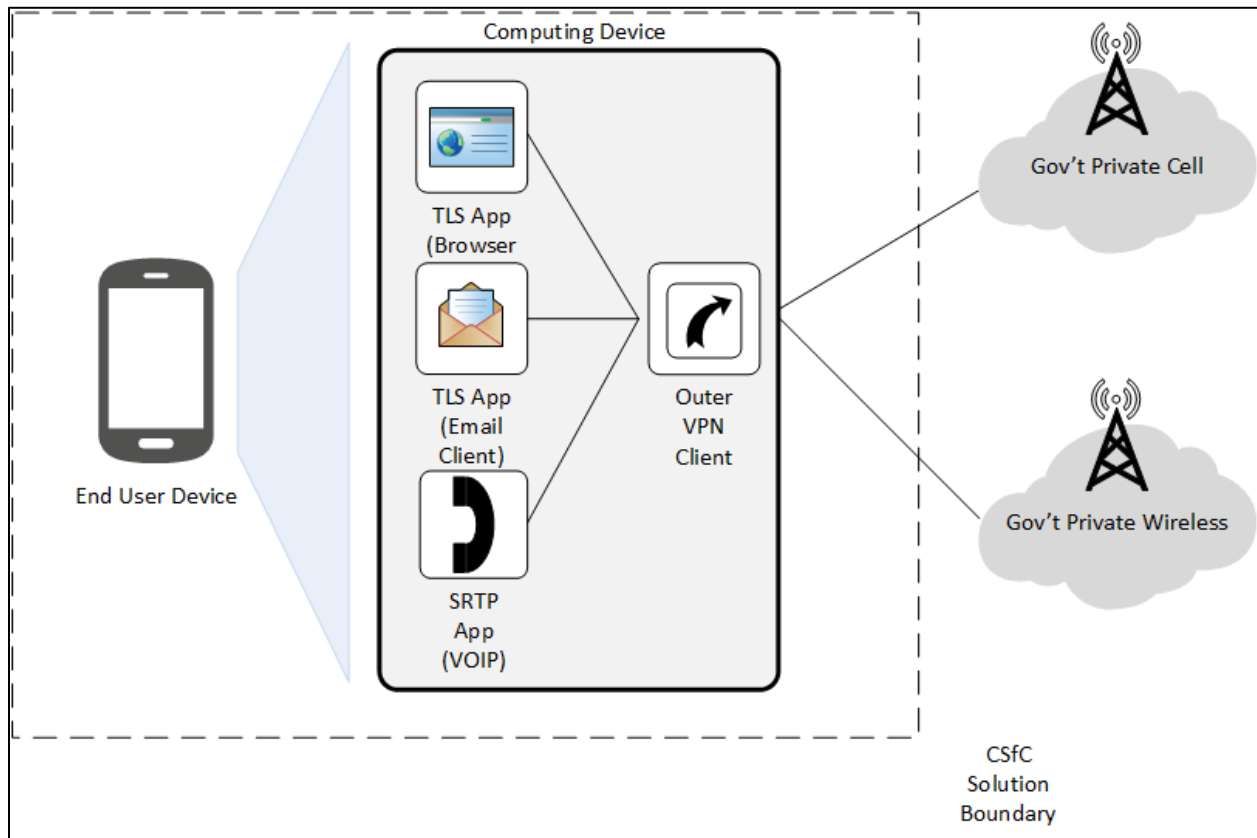 Computing Device
TLS App
(Browser
TLS App
(Email
Client)
SRTP
App
(VOIP)
Outer
VPN
Client
End User Device
Gov't Private Cell
Gov't Private Wireless
CSfC
Solution
Boundary